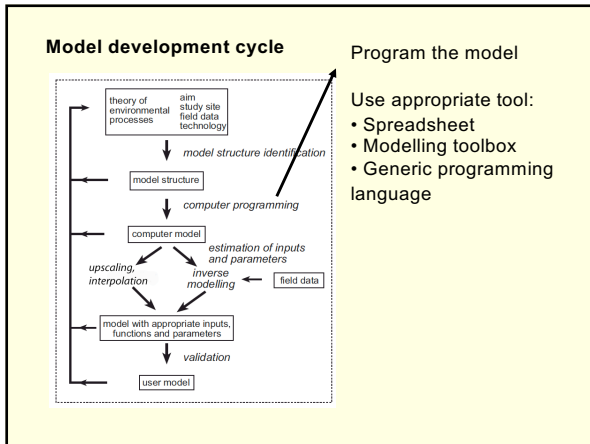 Model development cycle
theory of
environmental
processes
aim
study site
field data
technology
model structure identification
model structure
computer programming
computer model
estimation of inputs
and parameters
upscaling,
interpolation
inverse
modelling
field data
model with appropriate inputs,
functions and parameters
validation
user model
Program the model
Use appropriate tool:
• Spreadsheet
• Modelling toolbox
• Generic programming
language